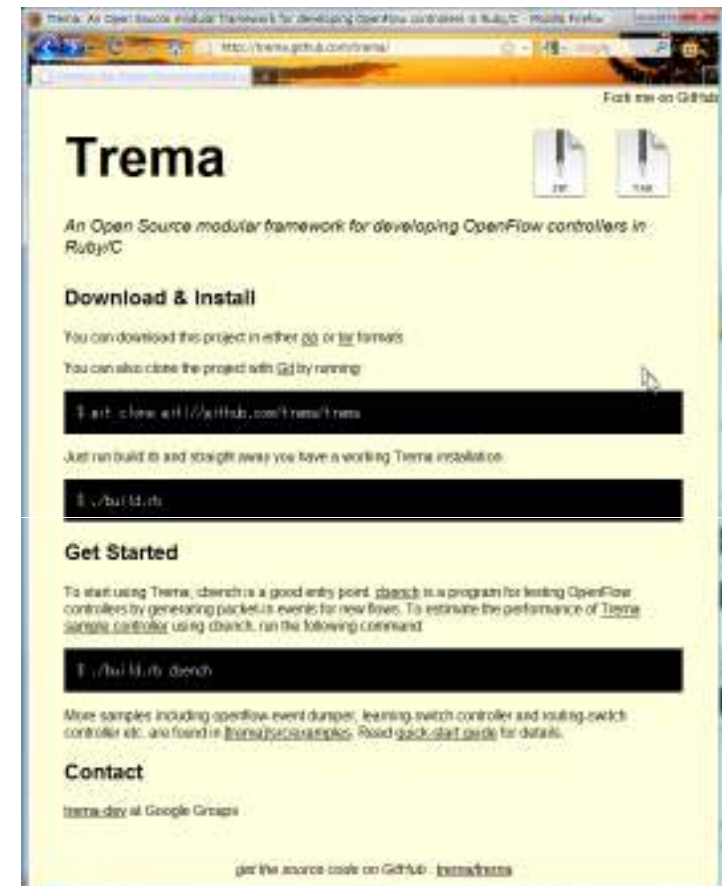 Trema: An Open Source modular framework for developing OpenFlow controllers in Ruby/C - Mozilla Firefox
http://trema.github.com/trema/
Fork me on GitHub
Trema
ZIP
TAR
An Open Source modular framework for developing OpenFlow controllers in
Ruby/C
Download & Install
You can download this project in either zip or tar formats
You can also clone the project with Git by running:
$ git clone git://github.com/trema/trema
Just run build.rb and straight away you have a working Trema installation.
$ ./build.rb
Get Started
To start using Trema, cbench is a good entry point. cbench is a program for testing OpenFlow
controllers by generating packet-in events for new flows. To estimate the performance of Trema
sample controller using cbench, run the following command
$ ./build.rb cbench
More samples including openflow event dumper, learning-switch controller and routing-switch
controller etc. are found in [trema]/src/examples. Read quick-start guide for details.
Contact
trema-dev at Google Groups
get the source code on GitHub : trema/trema